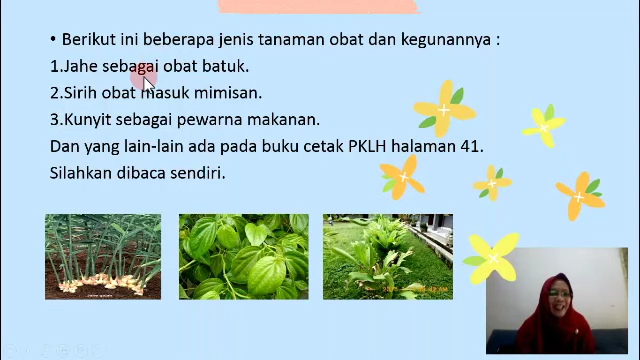 • Berikut ini beberapa jenis tanaman obat dan kegunannya :
1.Jahe sebagai obat batuk.
2.Sirih obat masuk mimisan.
3.Kunyit sebagai pewarna makanan.
Dan yang lain-lain ada pada buku cetak PKLH halaman 41.
Silahkan dibaca sendiri.